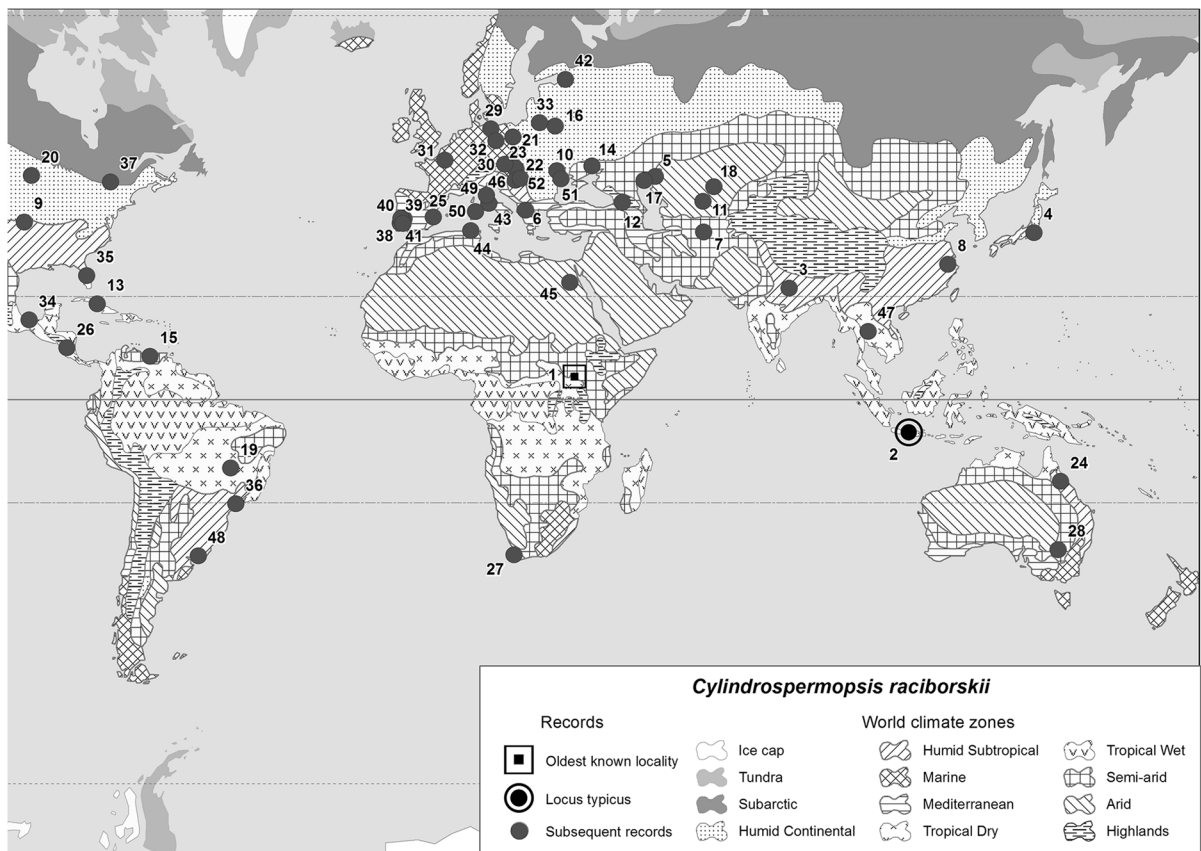 42
29
33
16
20
37
31
32
21
23
10
14
5
30
22
18
9
49
46
52
51
40
39
25
50
43
6
17
11
4
38
41
44
12
7
8
35
3
34
13
45
47
26
15
1
2
19
24
36
48
28
27
Cylindrospermopsis raciborskii
Records
World climate zones
Oldest known locality
Locus typicus
Subsequent records
Ice cap
Tundra
Subarctic
Humid Continental
Humid Subtropical
Marine
Mediterranean
Tropical Dry
Tropical Wet
Semi-arid
Arid
Highlands